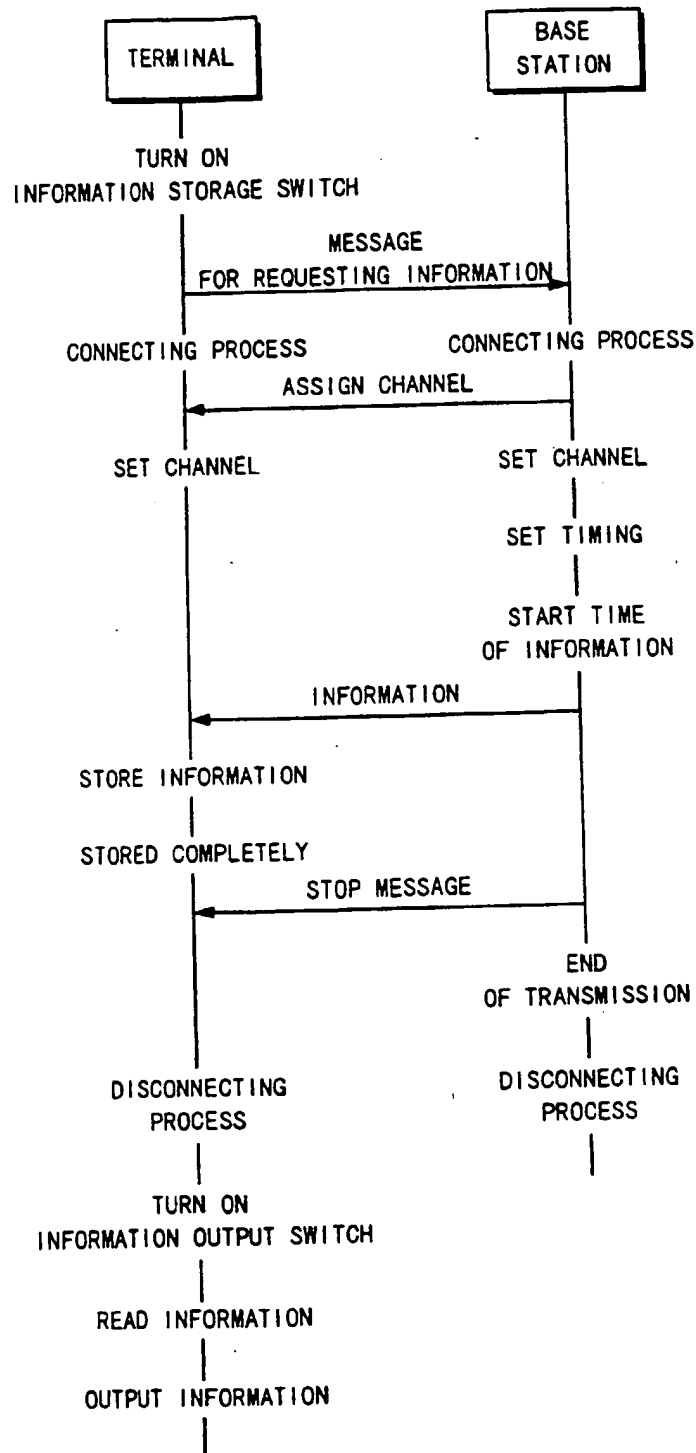 TERMINAL
BASE
STATION
TURN ON
INFORMATION STORAGE SWITCH
MESSAGE
FOR REQUESTING INFORMATION
CONNECTING PROCESS
CONNECTING PROCESS
ASSIGN CHANNEL
SET CHANNEL
SET CHANNEL
SET TIMING
START TIME
OF INFORMATION
INFORMATION
STORE INFORMATION
STORED COMPLETELY
STOP MESSAGE
END
OF TRANSMISSION
DISCONNECTING
PROCESS
DISCONNECTING
PROCESS
TURN ON
INFORMATION OUTPUT SWITCH
READ INFORMATION
OUTPUT INFORMATION